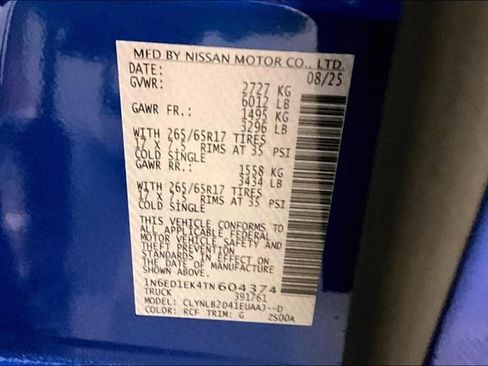 MFD BY NISSAN MOTOR CO., LTD.
DATE: 08/25
GVWR: 2727 KG
6012 LB
GAWR FR.: 1495 KG
3296 LB
WITH 265/65R17 TIRES
17 X 7.5 RIMS AT 35 PSI
COLD SINGLE
GAWR RR.: 1558 KG
3434 LB
WITH 265/65R17 TIRES
17 X 7.5 RIMS AT 35 PSI
COLD SINGLE
THIS VEHICLE CONFORMS TO
ALL APPLICABLE FEDERAL
MOTOR VEHICLE SAFETY AND
THEFT PREVENTION
STANDARDS IN EFFECT ON
THE DATE OF MANUFACTURE
SHOWN ABOVE.
1N6ED1EK4TN604374
TRUCK 391761
MODEL: CLYNLB2D41EUAAJ--D
COLOR: RCF TRIM: G 2SODA